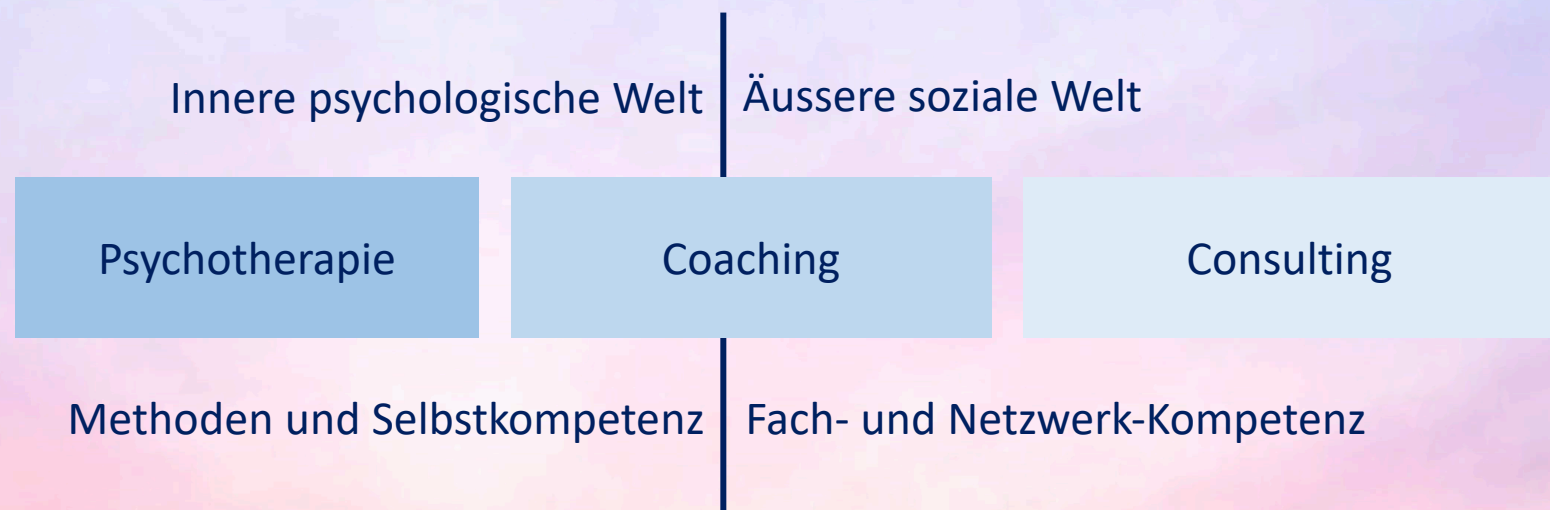 Innere psychologische Welt
Äussere soziale Welt
Psychotherapie
Coaching
Consulting
Methoden und Selbstkompetenz
Fach- und Netzwerk-Kompetenz